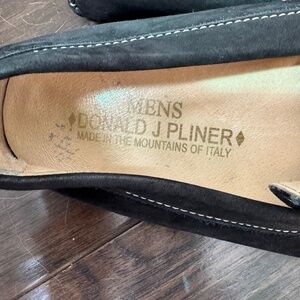 MENS
♦DONALD J PLINER♦
MADE IN THE MOUNTAINS OF ITALY